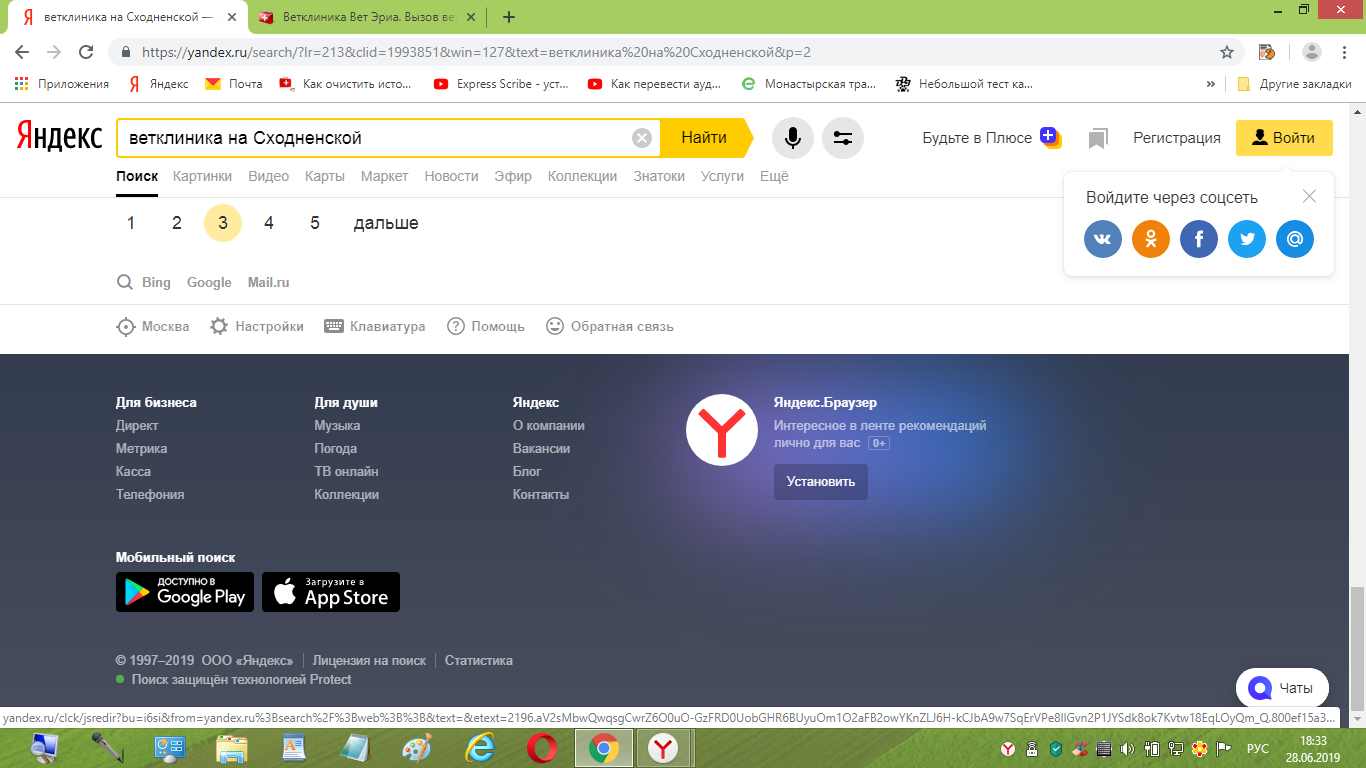 ветклиника на Сходненской —
Ветклиника Вет Эриа. Вызов вет
https://yandex.ru/search/?lr=213&clid=1993851&win=127&text=ветклиника%20на%20Сходненской&p=2
Приложения Яндекс Почта Как очистить исто... Express Scribe - уст... Как перевести ауд... Монастырская тра... Небольшой тест ка... » Другие закладки
Яндекс ветклиника на Сходненской Найти Будьте в Плюсе Регистрация Войти
Поиск Картинки Видео Карты Маркет Новости Эфир Коллекции Знатоки Услуги Ещё
Войдите через соцсеть
1 2 3 4 5 дальше
Bing Google Mail.ru
Москва Настройки Клавиатура Помощь Обратная связь
Для бизнеса
Директ
Метрика
Касса
Телефония
Для души
Музыка
Погода
ТВ онлайн
Коллекции
Яндекс
О компании
Вакансии
Блог
Контакты
Яндекс.Браузер
Интересное в ленте рекомендаций
лично для вас 0+
Установить
Мобильный поиск
ДОСТУПНО В
Google Play
Загрузите в
App Store
© 1997–2019 ООО «Яндекс» Лицензия на поиск Статистика
Поиск защищён технологией Protect
Чаты
yandex.ru/clck/jsredir?bu=i6si&from=yandex.ru%3Bsearch%2F%3Bweb%3B%3B&text=&etext=2196.aV2sMbwQwqsgCwrZ6O0uO-GzFRD0UobGHR6BUyuOm1O2aFB2owYKnZLJ6H-kCJbA9w7SqErVPe8IIGvn2P1JYSdk8ok7Kvtw18EqLOyQm_Q.800ef15a3...
РУС
18:33
28.06.2019